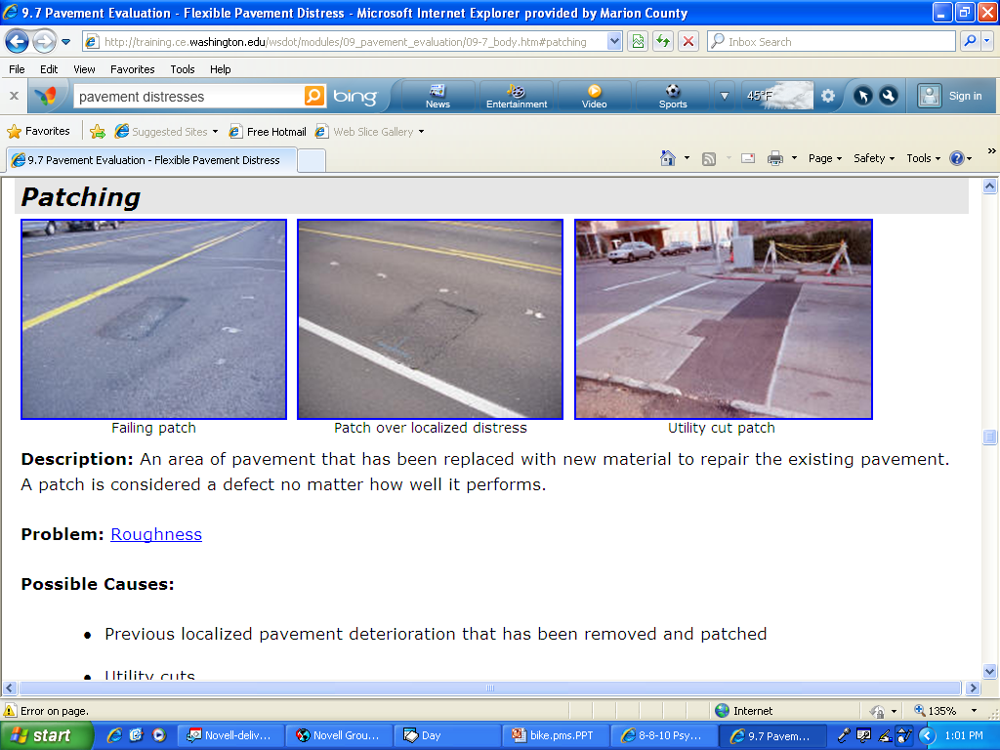 9.7 Pavement Evaluation - Flexible Pavement Distress - Microsoft Internet Explorer provided by Marion County
http://training.ce.washington.edu/wsdot/modules/09_pavement_evaluation/09-7_body.htm#patching
Inbox Search
File Edit View Favorites Tools Help
pavement distresses bing News Entertainment Video Sports 45°F Sign in
Favorites Suggested Sites Free Hotmail Web Slice Gallery
9.7 Pavement Evaluation - Flexible Pavement Distress Page Safety Tools
Patching
Failing patch Patch over localized distress Utility cut patch
Description: An area of pavement that has been replaced with new material to repair the existing pavement.
A patch is considered a defect no matter how well it performs.
Problem: Roughness
Possible Causes:
• Previous localized pavement deterioration that has been removed and patched
• Utility cuts
Error on page. Internet 135%
start Novell-deliv... Novell Grou... Day bike.pms.PPT 8-8-10 Psy... 9.7 Pavem... 1:01 PM